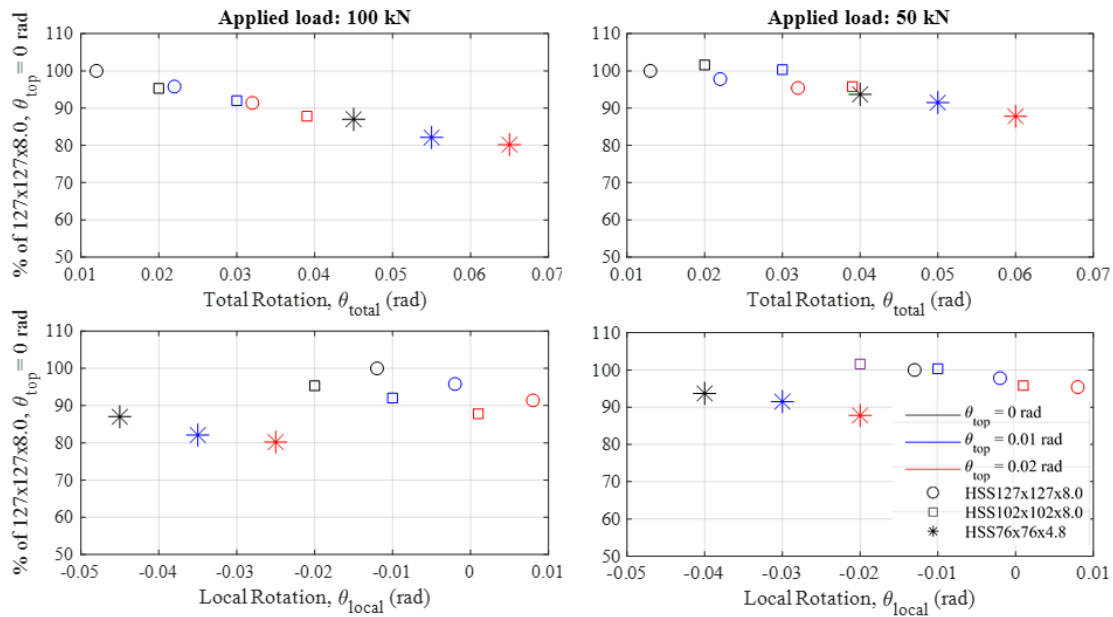 Applied load: 100 kN
% of 127x127x8.0, θtop = 0 rad
110
100
90
80
70
60
50
0.01 0.02 0.03 0.04 0.05 0.06 0.07
Total Rotation, θtotal (rad)
Applied load: 50 kN
110
100
90
80
70
60
50
0.01 0.02 0.03 0.04 0.05 0.06 0.07
Total Rotation, θtotal (rad)
% of 127x127x8.0, θtop = 0 rad
110
100
90
80
70
60
50
-0.05 -0.04 -0.03 -0.02 -0.01 0 0.01
Local Rotation, θlocal (rad)
110
100
90
80
70
60
50
θtop = 0 rad
θtop = 0.01 rad
θtop = 0.02 rad
HSS127x127x8.0
HSS102x102x8.0
HSS76x76x4.8
-0.05 -0.04 -0.03 -0.02 -0.01 0 0.01
Local Rotation, θlocal (rad)